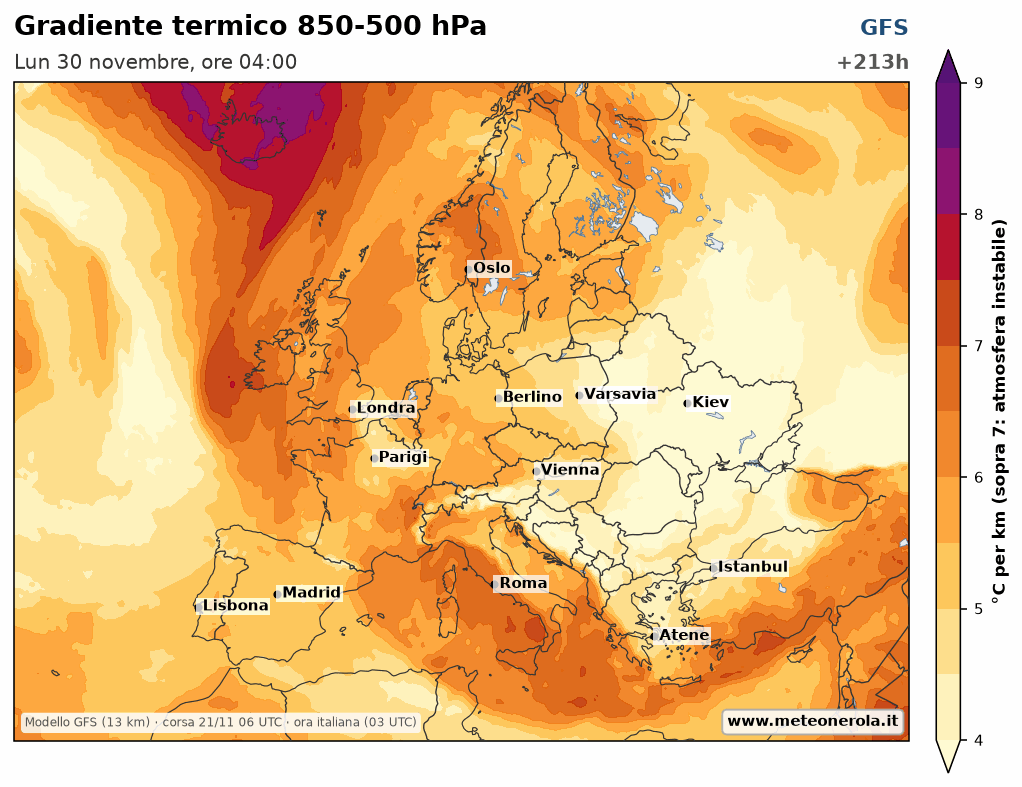 Gradiente termico 850-500 hPa
GFS
Lun 30 novembre, ore 04:00
+213h
Oslo
Londra
Berlino
Varsavia
Kiev
Parigi
Vienna
Istanbul
Roma
Madrid
Lisbona
Atene
Modello GFS (13 km) · corsa 21/11 06 UTC · ora italiana (03 UTC)
www.meteonerola.it
9
8
7
6
5
4
°C per km (sopra 7: atmosfera instabile)